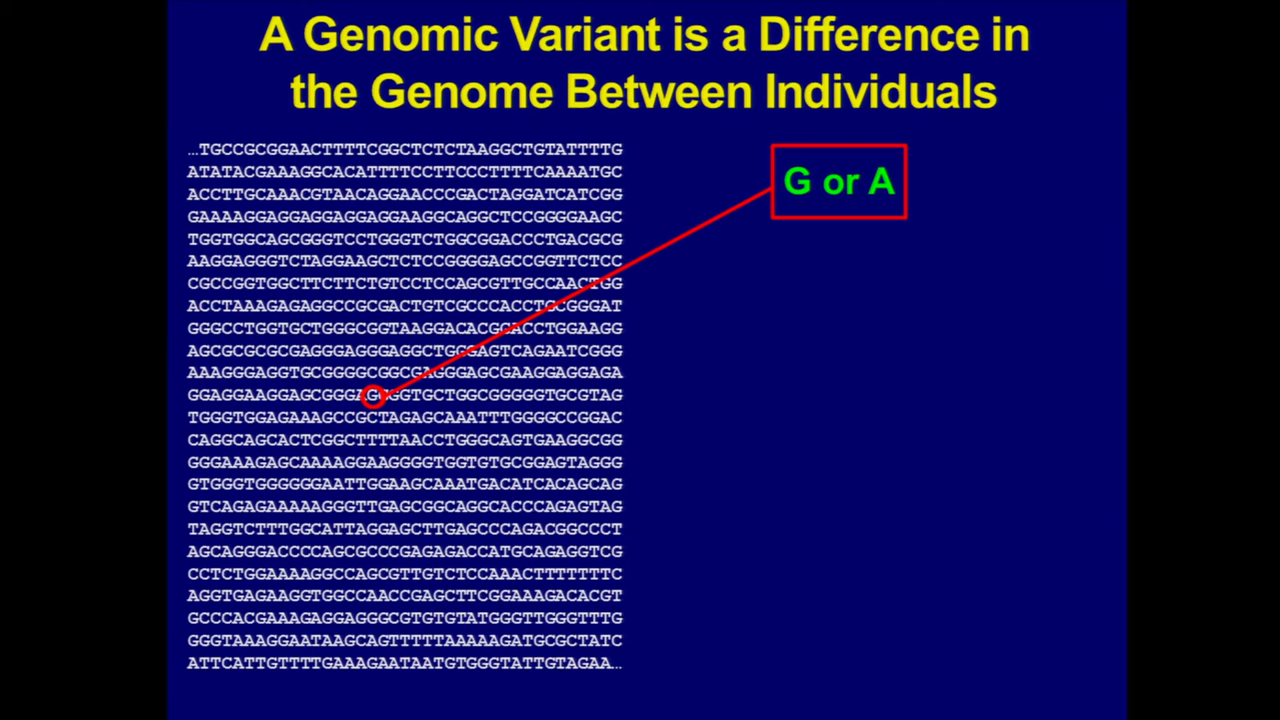 A Genomic Variant is a Difference in
the Genome Between Individuals
...TGCCGCGGAACTTTTCGGCTCTCTAAGGCTGTATTTTG
ATATACGAAAGGCACATTTTCCTTCCCTTTTCAAAATGC
ACCTTGCAAACGTAACAGGAACCCGACTAGGATCATCGG
GAAAAGGAGGAGGAGGAGGAAGGCAGGCTCCGGGGAAGC
TGGTGGCAGCGGGTCCTGGGTCTGGCGGACCCTGACGCG
AAGGAGGGTCTAGGAAGCTCTCCGGGGAGCCGGTTCTCC
CGCCGGTGGCTTCTTCTGTCCTCCAGCGTTGCCAACTGG
ACCTAAAGAGAGGCCGCGACTGTCGCCCACCTGCGGGAT
GGGCCTGGTGCTGGGCGGTAAGGACACGGACCTGGAAGG
AGCGCGCGCGAGGGAGGGAGGCTGGGAGTCAGAATCGGG
AAAGGGAGGTGCGGGGCGGCGAGGGAGCGAAGGAGGAGA
GGAGGAAGGAGCGGGAGGGGTGCTGGCGGGGGTGCGTAG
TGGGTGGAGAAAGCCGCTAGAGCAAATTTGGGGCCGGAC
CAGGCAGCACTCGGCTTTTAACCTGGGCAGTGAAGGCGG
GGGAAAGAGCAAAAGGAAGGGGTGGTGTGCGGAGTAGGG
GTGGGTGGGGGGAATTGGAAGCAAATGACATCACAGCAG
GTCAGAGAAAAAGGGTTGAGCGGCAGGCACCCAGAGTAG
TAGGTCTTTGGCATTAGGAGCTTGAGCCCAGACGGCCCT
AGCAGGGACCCCAGCGCCCGAGAGACCATGCAGAGGTCG
CCTCTGGAAAAGGCCAGCGTTGTCTCCAAACTTTTTTTC
AGGTGAGAAGGTGGCCAACCGAGCTTCGGAAAGACACGT
GCCCACGAAAGAGGAGGGCGTGTGTATGGGTTGGGTTTG
GGGTAAAGGAATAAGCAGTTTTTAAAAAGATGCGCTATC
ATTCATTGTTTTGAAAGAATAATGTGGGTATTGTAGAA...
G or A